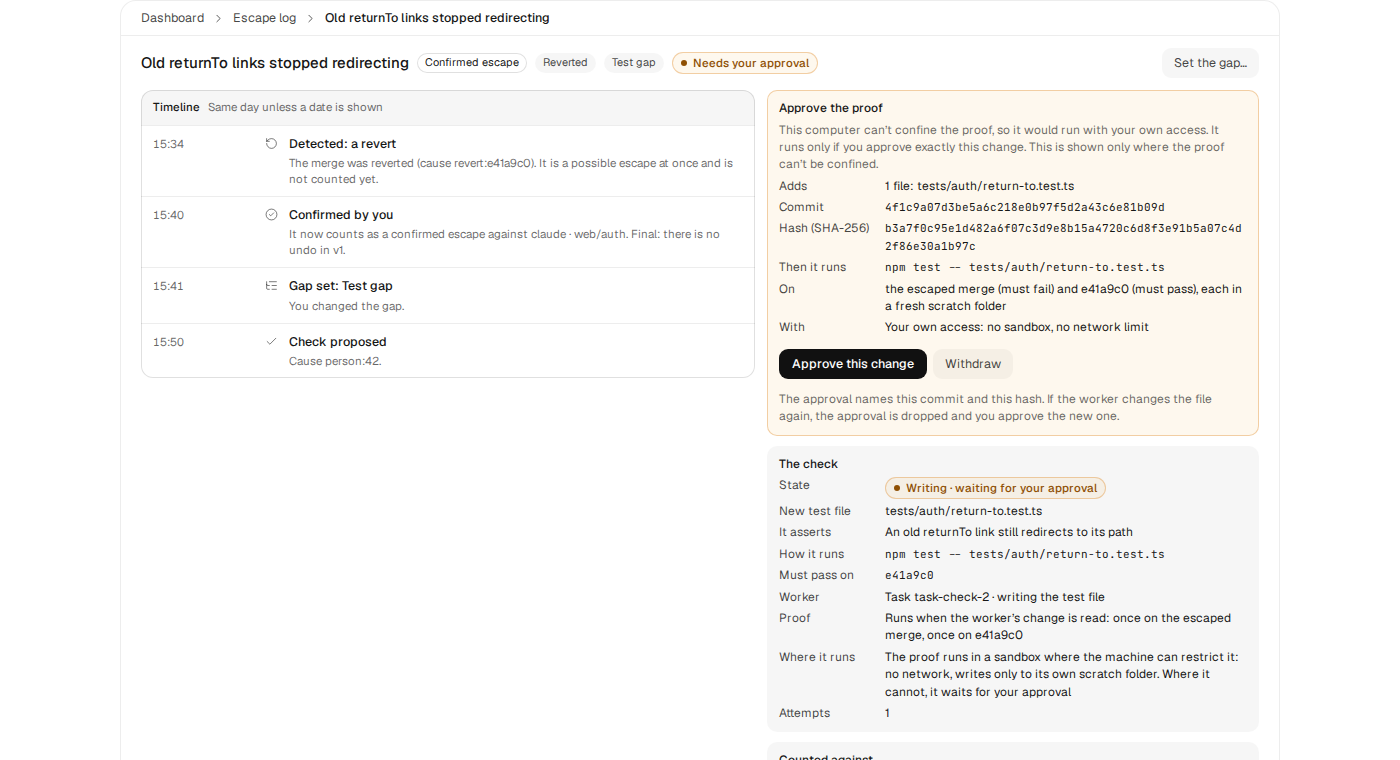 Dashboard > Escape log > Old returnTo links stopped redirecting
Old returnTo links stopped redirecting Confirmed escape Reverted Test gap Needs your approval Set the gap…
Timeline Same day unless a date is shown
15:34 Detected: a revert
The merge was reverted (cause revert:e41a9c0). It is a possible escape at once and is
not counted yet.
15:40 Confirmed by you
It now counts as a confirmed escape against claude · web/auth. Final: there is no
undo in v1.
15:41 Gap set: Test gap
You changed the gap.
15:50 Check proposed
Cause person:42.
Approve the proof
This computer can't confine the proof, so it would run with your own access. It
runs only if you approve exactly this change. This is shown only where the proof
can't be confined.
Adds 1 file: tests/auth/return-to.test.ts
Commit 4f1c9a07d3be5a6c218e0b97f5d2a43c6e81b09d
Hash (SHA-256) b3a7f0c95e1d482a6f07c3d9e8b15a4720c6d8f3e91b5a07c4d
2f86e30a1b97c
Then it runs npm test -- tests/auth/return-to.test.ts
On the escaped merge (must fail) and e41a9c0 (must pass), each in
a fresh scratch folder
With Your own access: no sandbox, no network limit
Approve this change Withdraw
The approval names this commit and this hash. If the worker changes the file
again, the approval is dropped and you approve the new one.
The check
State Writing · waiting for your approval
New test file tests/auth/return-to.test.ts
It asserts An old returnTo link still redirects to its path
How it runs npm test -- tests/auth/return-to.test.ts
Must pass on e41a9c0
Worker Task task-check-2 · writing the test file
Proof Runs when the worker's change is read: once on the escaped
merge, once on e41a9c0
Where it runs The proof runs in a sandbox where the machine can restrict it:
no network, writes only to its own scratch folder. Where it
cannot, it waits for your approval
Attempts 1
Counted against